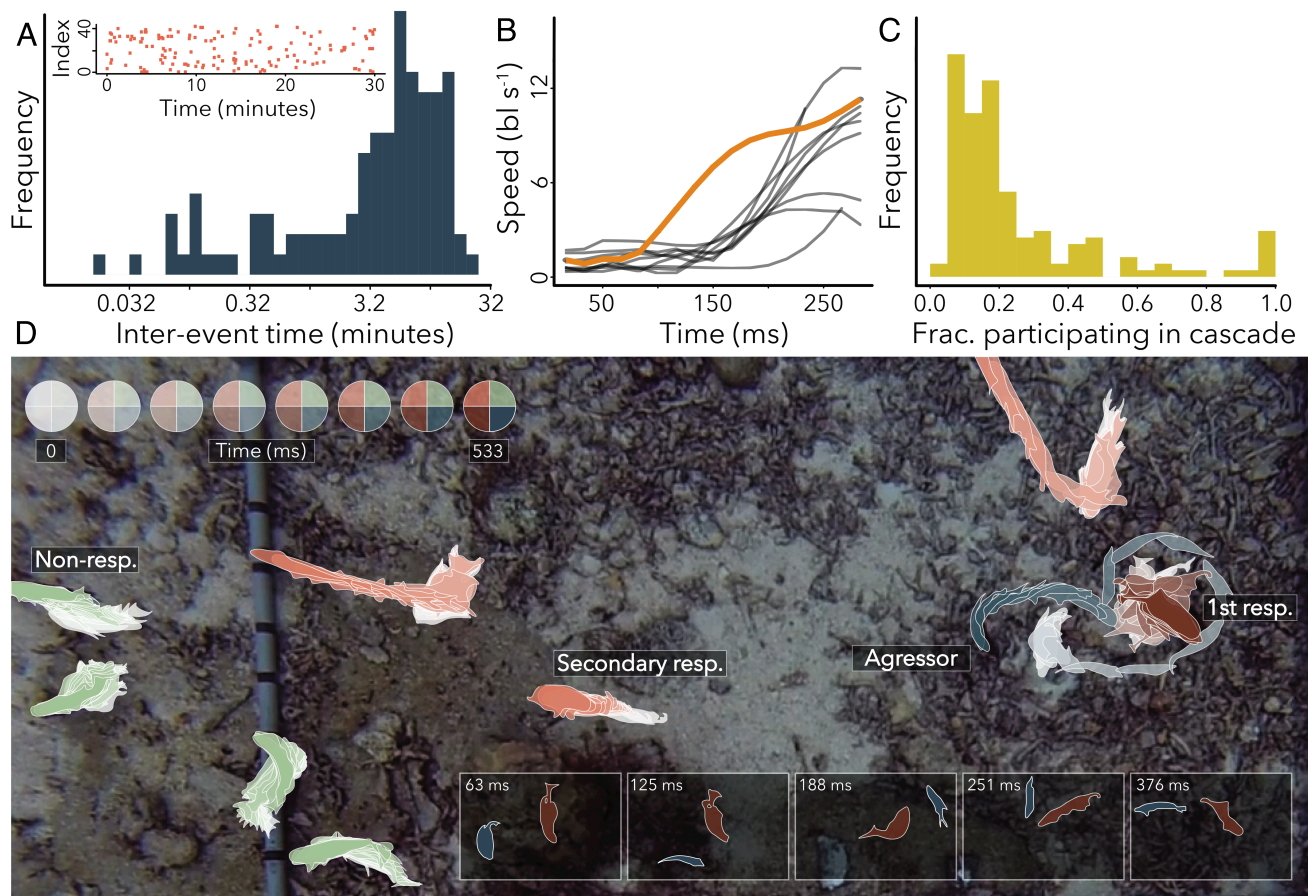 A
Index
0 40
0 10 20 30
Time (minutes)
Frequency
0.032 0.32 3.2 32
Inter-event time (minutes)
B
Speed (bl s⁻¹)
0 6 12
50 150 250
Time (ms)
C
Frequency
0.0 0.2 0.4 0.6 0.8 1.0
Frac. participating in cascade
D
0 Time (ms) 533
Non-resp.
1st resp.
Secondary resp.
Agressor
63 ms 125 ms 188 ms 251 ms 376 ms